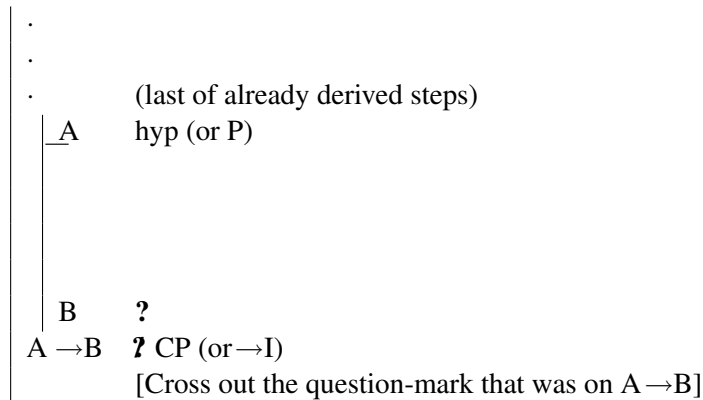 .
.
. (last of already derived steps)
A hyp (or P)
B ?
A →B ? CP (or →I)
[Cross out the question-mark that was on A→B]